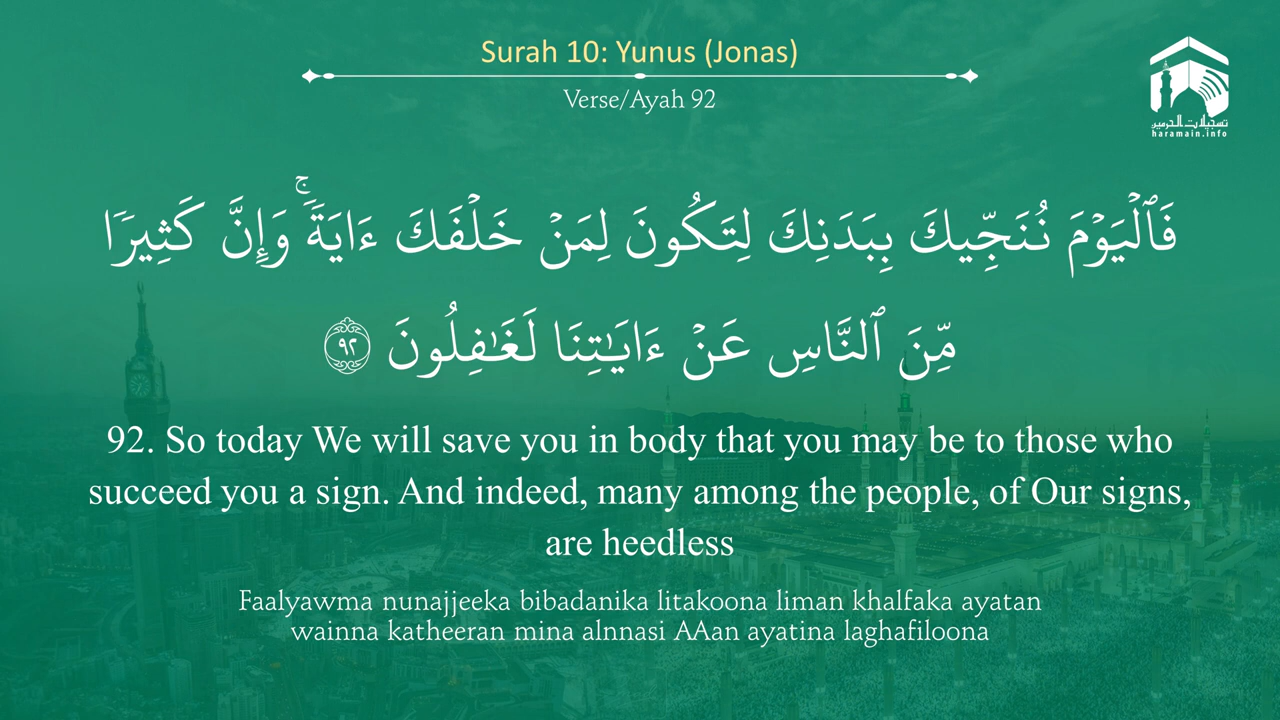 Surah 10: Yunus (Jonas)
Verse/Ayah 92
تسجيلات الحرمين
haramain.info
فَٱلْيَوْمَ نُنَجِّيكَ بِبَدَنِكَ لِتَكُونَ لِمَنْ خَلْفَكَ ءَايَةً ۚ وَإِنَّ كَثِيرًا
مِّنَ ٱلنَّاسِ عَنْ ءَايَـٰتِنَا لَغَـٰفِلُونَ ٩٢
92. So today We will save you in body that you may be to those who
succeed you a sign. And indeed, many among the people, of Our signs,
are heedless
Faalyawma nunajjeeka bibadanika litakoona liman khalfaka ayatan
wainna katheeran mina alnnasi AAan ayatina laghafiloona